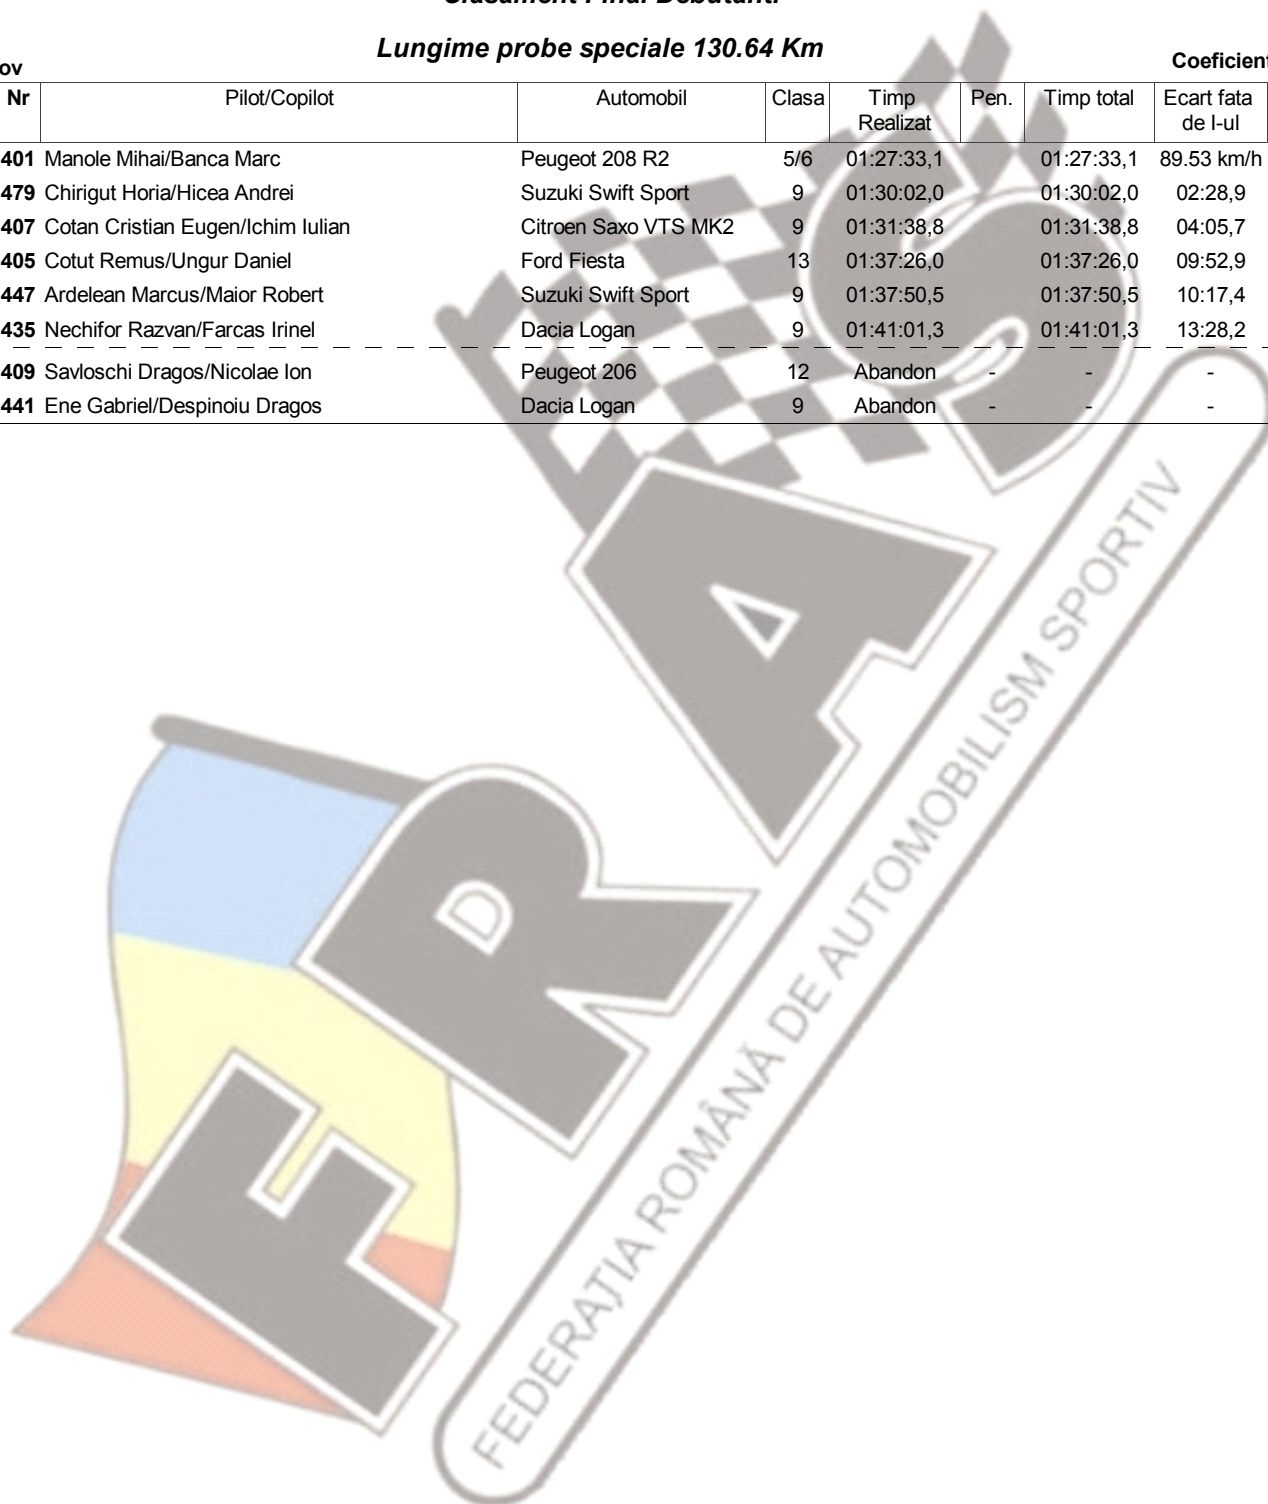 Clasament Final Debutanti
Lungime probe speciale 130.64 Km
ov
Coeficient
Nr Pilot/Copilot Automobil Clasa Timp Realizat Pen. Timp total Ecart fata de l-ul
401 Manole Mihai/Banca Marc Peugeot 208 R2 5/6 01:27:33,1 01:27:33,1 89.53 km/h
479 Chirigut Horia/Hicea Andrei Suzuki Swift Sport 9 01:30:02,0 01:30:02,0 02:28,9
407 Cotan Cristian Eugen/Ichim Iulian Citroen Saxo VTS MK2 9 01:31:38,8 01:31:38,8 04:05,7
405 Cotut Remus/Ungur Daniel Ford Fiesta 13 01:37:26,0 01:37:26,0 09:52,9
447 Ardelean Marcus/Maior Robert Suzuki Swift Sport 9 01:37:50,5 01:37:50,5 10:17,4
435 Nechifor Razvan/Farcas Irinel Dacia Logan 9 01:41:01,3 01:41:01,3 13:28,2
409 Savloschi Dragos/Nicolae Ion Peugeot 206 12 Abandon - - -
441 Ene Gabriel/Despinoiu Dragos Dacia Logan 9 Abandon - - -
FRAS
FEDERAȚIA ROMÂNĂ DE AUTOMOBILISM SPORTIV